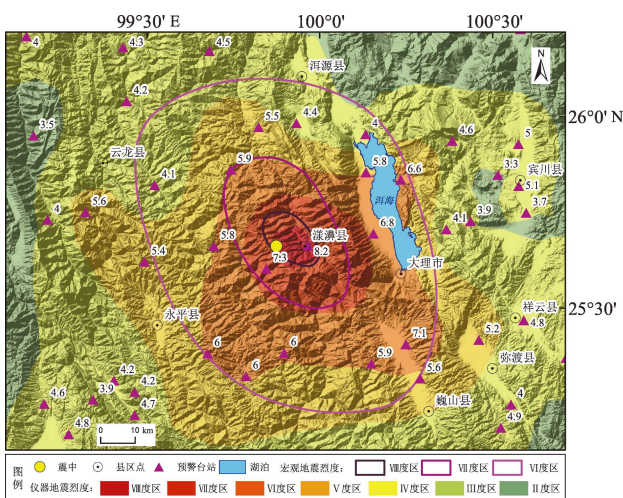 99°30′ E 100°0′ 100°30′
26°0′ N
25°30′
N
4
4.3
4.5
洱源县
4.2
5.5
4.4
4
4.6
5
3.5
云龙县
5.9
5.8
6.6
3.3
宾川县
4.1
5.1
洱海
5.6
4
3.9
3.7
4.1
5.8
漾濞县
6.8
8.2
7.3
5.4
大理市
永平县
祥云县
4.8
5.2
7.1
6
6
5.9
弥渡县
6
5.6
4.2
4.2
4.6
3.9
4.7
巍山县
4
4.8
4.9
0 10 km
图例
震中 县区点 预警台站 湖泊 宏观地震烈度: Ⅷ度区 Ⅶ度区 Ⅵ度区
仪器地震烈度: Ⅷ度区 Ⅶ度区 Ⅵ度区 Ⅴ度区 Ⅳ度区 Ⅲ度区 Ⅱ度区